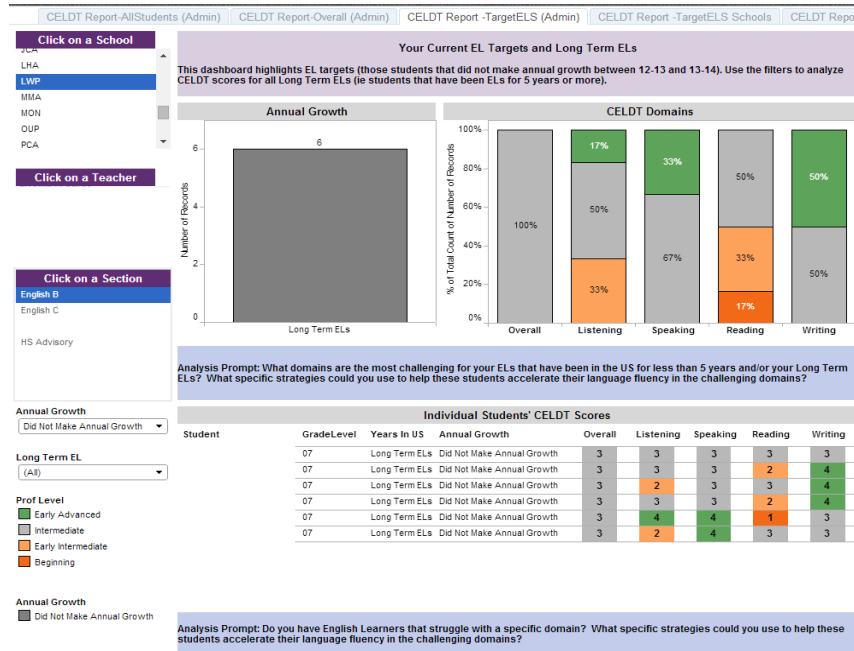 CELDT Report-AllStudents (Admin) CELDT Report-Overall (Admin) CELDT Report -TargetELS (Admin) CELDT Report -TargetELS Schools CELDT Repo
Click on a School
JCA
LHA
LWP
MMA
MON
OUP
PCA
Click on a Teacher
Click on a Section
English B
English C
HS Advisory
Annual Growth
Did Not Make Annual Growth
Long Term EL
(All)
Prof Level
Early Advanced
Intermediate
Early Intermediate
Beginning
Annual Growth
Did Not Make Annual Growth
Your Current EL Targets and Long Term ELs
This dashboard highlights EL targets (those students that did not make annual growth between 12-13 and 13-14). Use the filters to analyze
CELDT scores for all Long Term ELs (ie students that have been ELs for 5 years or more).
Annual Growth
Number of Records
6
4
2
0
6
Long Term ELs
CELDT Domains
% of Total Count of Number of Records
100%
80%
60%
40%
20%
0%
100%
17%
50%
33%
33%
67%
50%
33%
17%
50%
50%
Overall Listening Speaking Reading Writing
Analysis Prompt: What domains are the most challenging for your ELs that have been in the US for less than 5 years and/or your Long Term
ELs? What specific strategies could you use to help these students accelerate their language fluency in the challenging domains?
Individual Students' CELDT Scores
Student GradeLevel Years In US Annual Growth Overall Listening Speaking Reading Writing
07 Long Term ELs Did Not Make Annual Growth 3 3 3 3 3
07 Long Term ELs Did Not Make Annual Growth 3 3 3 2 4
07 Long Term ELs Did Not Make Annual Growth 3 2 3 3 4
07 Long Term ELs Did Not Make Annual Growth 3 3 3 2 4
07 Long Term ELs Did Not Make Annual Growth 3 4 4 1 3
07 Long Term ELs Did Not Make Annual Growth 3 2 4 3 3
Analysis Prompt: Do you have English Learners that struggle with a specific domain? What specific strategies could you use to help these
students accelerate their language fluency in the challenging domains?